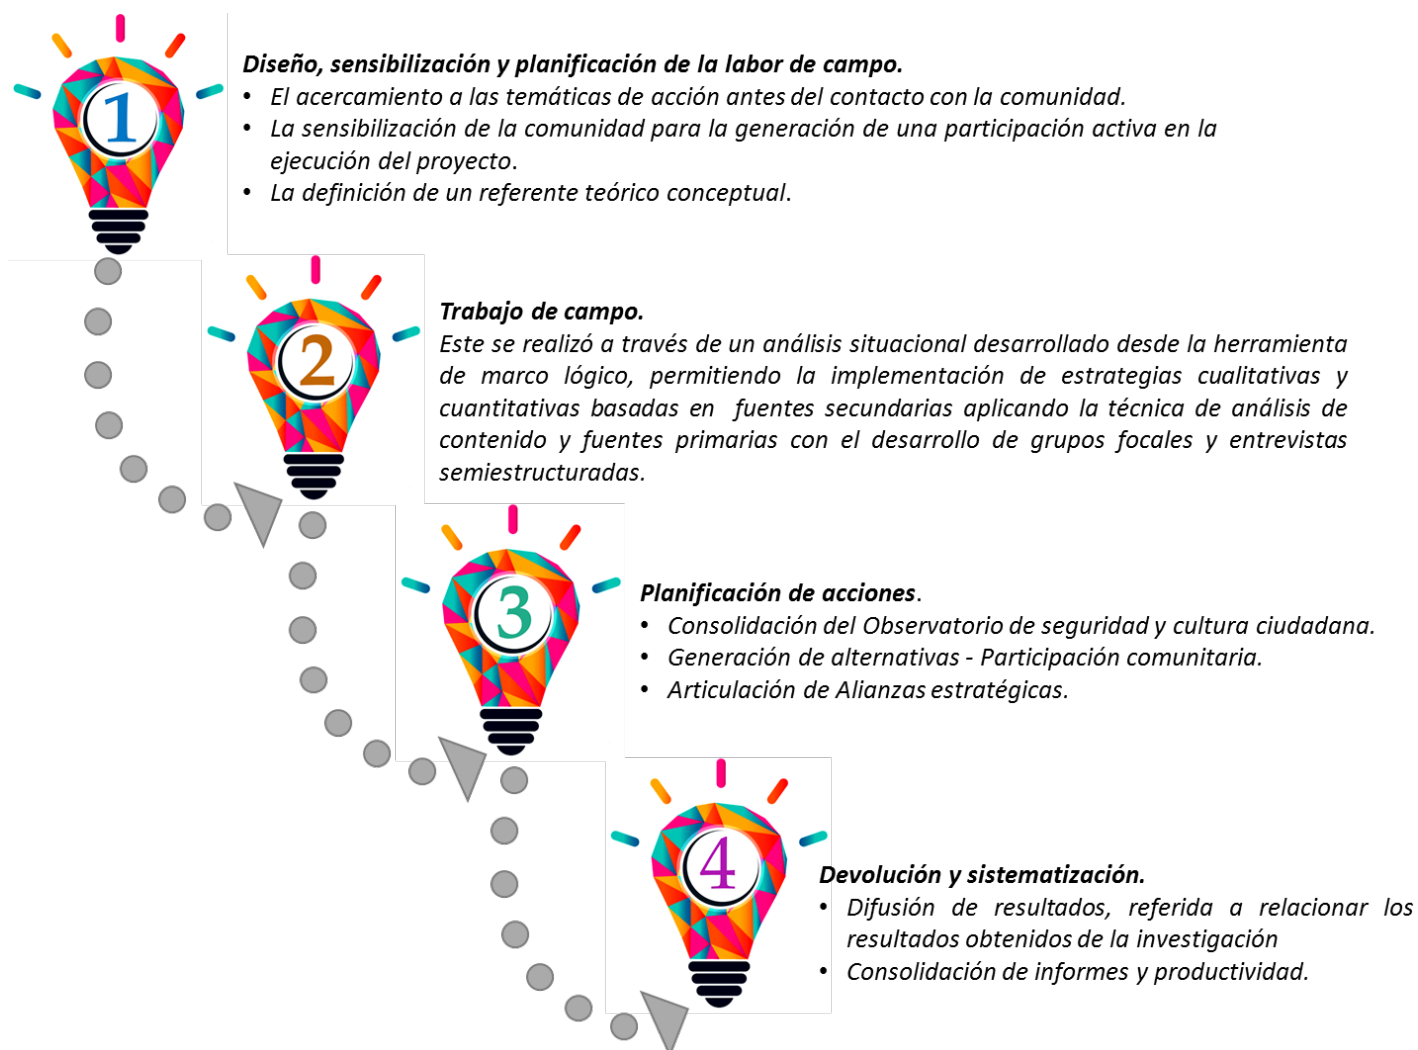 1
Diseño, sensibilización y planificación de la labor de campo.
• El acercamiento a las temáticas de acción antes del contacto con la comunidad.
• La sensibilización de la comunidad para la generación de una participación activa en la
ejecución del proyecto.
• La definición de un referente teórico conceptual.
2
Trabajo de campo.
Este se realizó a través de un análisis situacional desarrollado desde la herramienta
de marco lógico, permitiendo la implementación de estrategias cualitativas y
cuantitativas basadas en fuentes secundarias aplicando la técnica de análisis de
contenido y fuentes primarias con el desarrollo de grupos focales y entrevistas
semiestructuradas.
3
Planificación de acciones.
• Consolidación del Observatorio de seguridad y cultura ciudadana.
• Generación de alternativas - Participación comunitaria.
• Articulación de Alianzas estratégicas.
4
Devolución y sistematización.
• Difusión de resultados, referida a relacionar los
resultados obtenidos de la investigación
• Consolidación de informes y productividad.